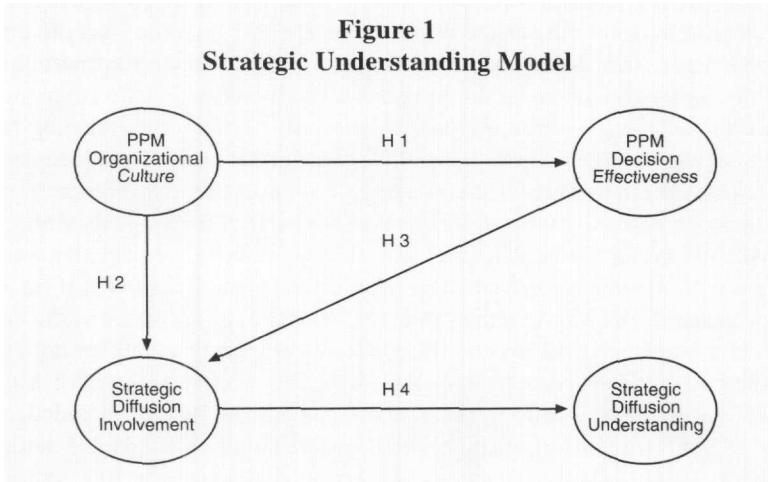 Figure 1
Strategic Understanding Model
PPM
Organizational
Culture
H 1
PPM
Decision
Effectiveness
H 3
H 2
Strategic
Diffusion
Involvement
H4
Strategic
Diffusion
Understanding